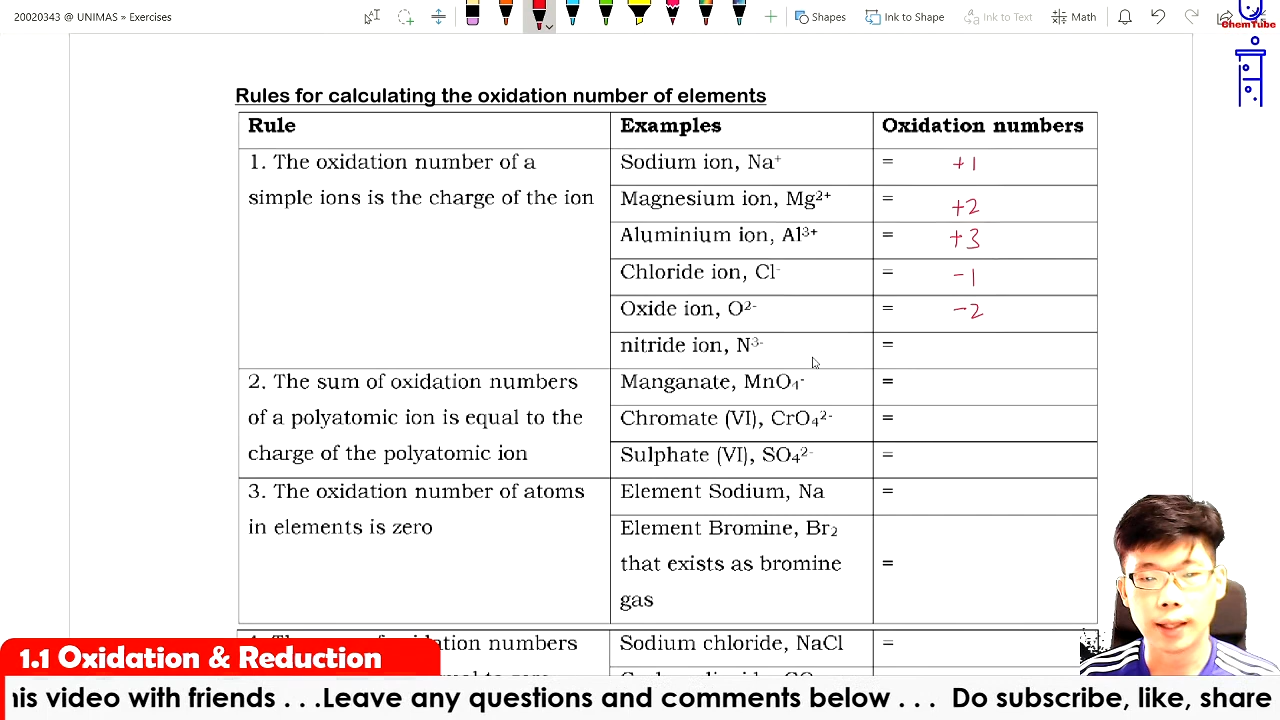 20200343 @ UNIMAS » Exercises
Shapes
Ink to Shape
Ink to Text
Math
ChemTube
Rules for calculating the oxidation number of elements
Rule Examples Oxidation numbers
1. The oxidation number of a
simple ions is the charge of the ion
Sodium ion, Na⁺ = +1
Magnesium ion, Mg²⁺ = +2
Aluminium ion, Al³⁺ = +3
Chloride ion, Cl⁻ = -1
Oxide ion, O²⁻ = -2
nitride ion, N³⁻ =
2. The sum of oxidation numbers
of a polyatomic ion is equal to the
charge of the polyatomic ion
Manganate, MnO₄⁻ =
Chromate (VI), CrO₄²⁻ =
Sulphate (VI), SO₄²⁻ =
3. The oxidation number of atoms
in elements is zero
Element Sodium, Na =
Element Bromine, Br₂
that exists as bromine =
gas
oxidation numbers
Sodium chloride, NaCl =
1.1 Oxidation & Reduction
his video with friends . . .Leave any questions and comments below . . . Do subscribe, like, share